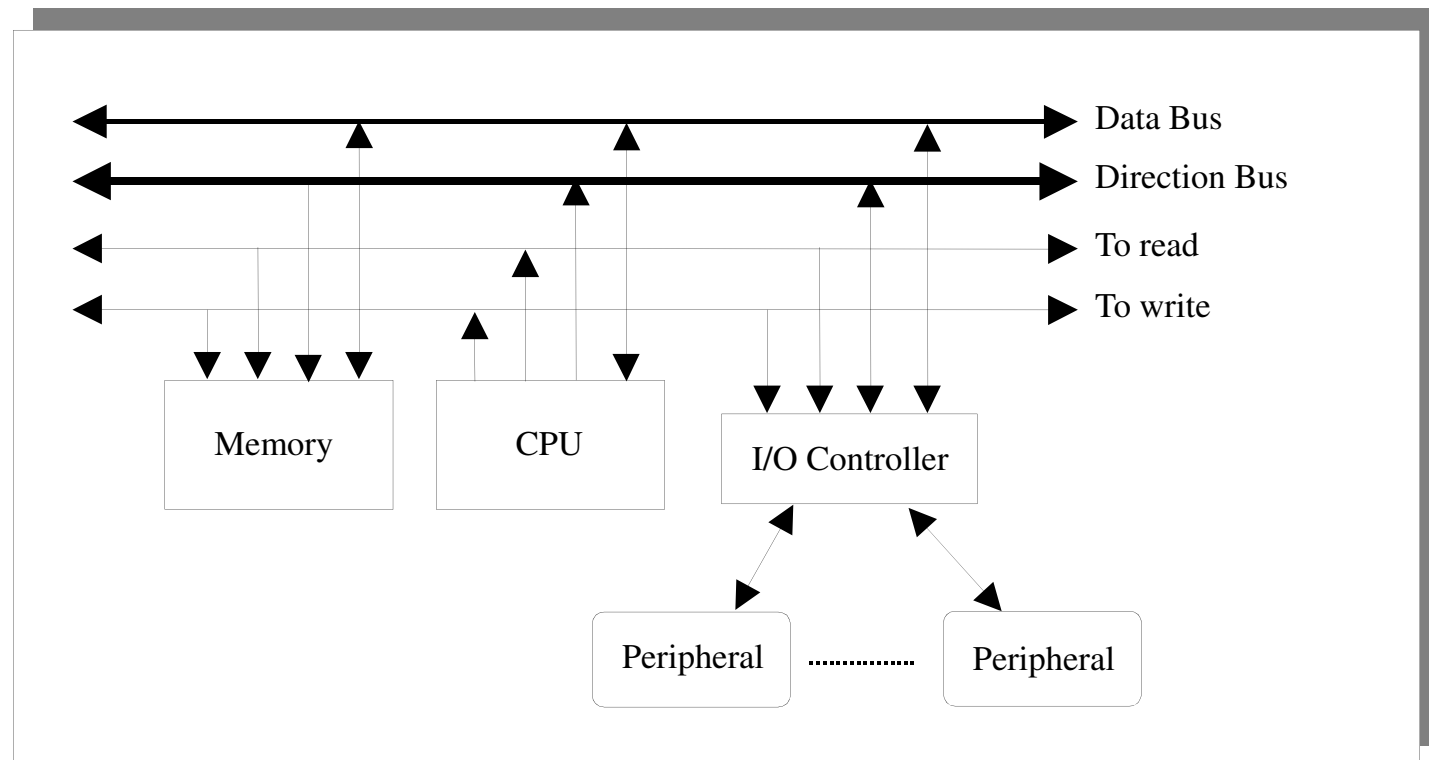 Data Bus
Direction Bus
To read
To write
Memory
CPU
I/O Controller
Peripheral
Peripheral